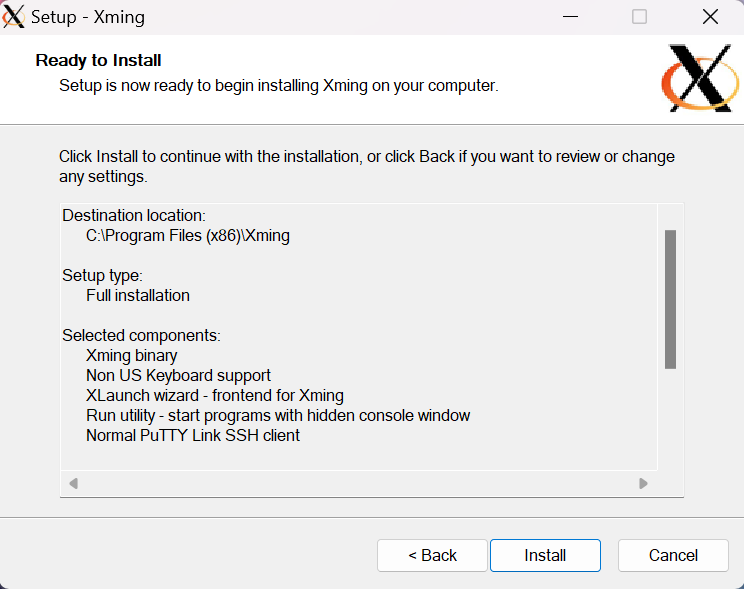 Setup - Xming
Ready to Install
Setup is now ready to begin installing Xming on your computer.
Click Install to continue with the installation, or click Back if you want to review or change
any settings.
Destination location:
C:\Program Files (x86)\Xming
Setup type:
Full installation
Selected components:
Xming binary
Non US Keyboard support
XLaunch wizard - frontend for Xming
Run utility - start programs with hidden console window
Normal PuTTY Link SSH client
< Back
Install
Cancel